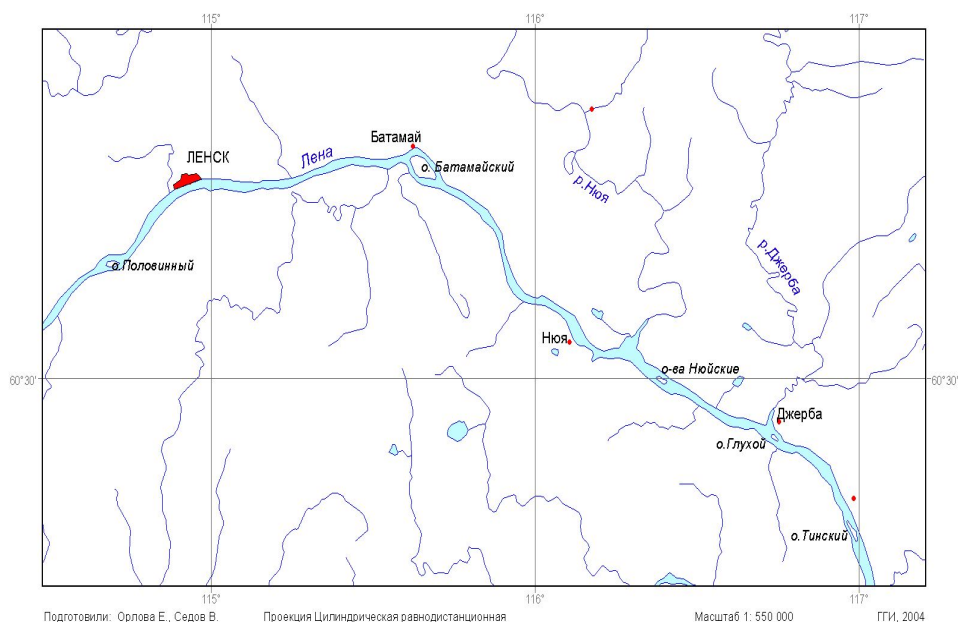 115° 116° 117°
Батамай
ЛЕНСК
Лена
о. Батамайский
р.Нюя
р.Джерба
о.Половинный
Нюя
60°30' 60°30'
о-ва Нюйские
Джерба
о.Глухой
о.Тинский
115° 116° 117°
Подготовили: Орлова Е., Седов В. Проекция Цилиндрическая равнодистанционная Масштаб 1: 550 000 ГГИ, 2004